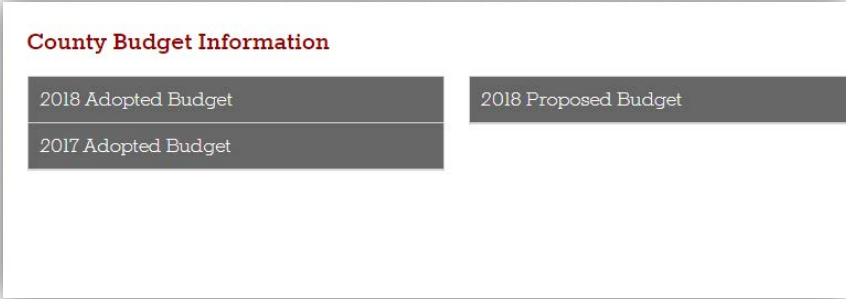 County Budget Information
2018 Adopted Budget
2018 Proposed Budget
2017 Adopted Budget